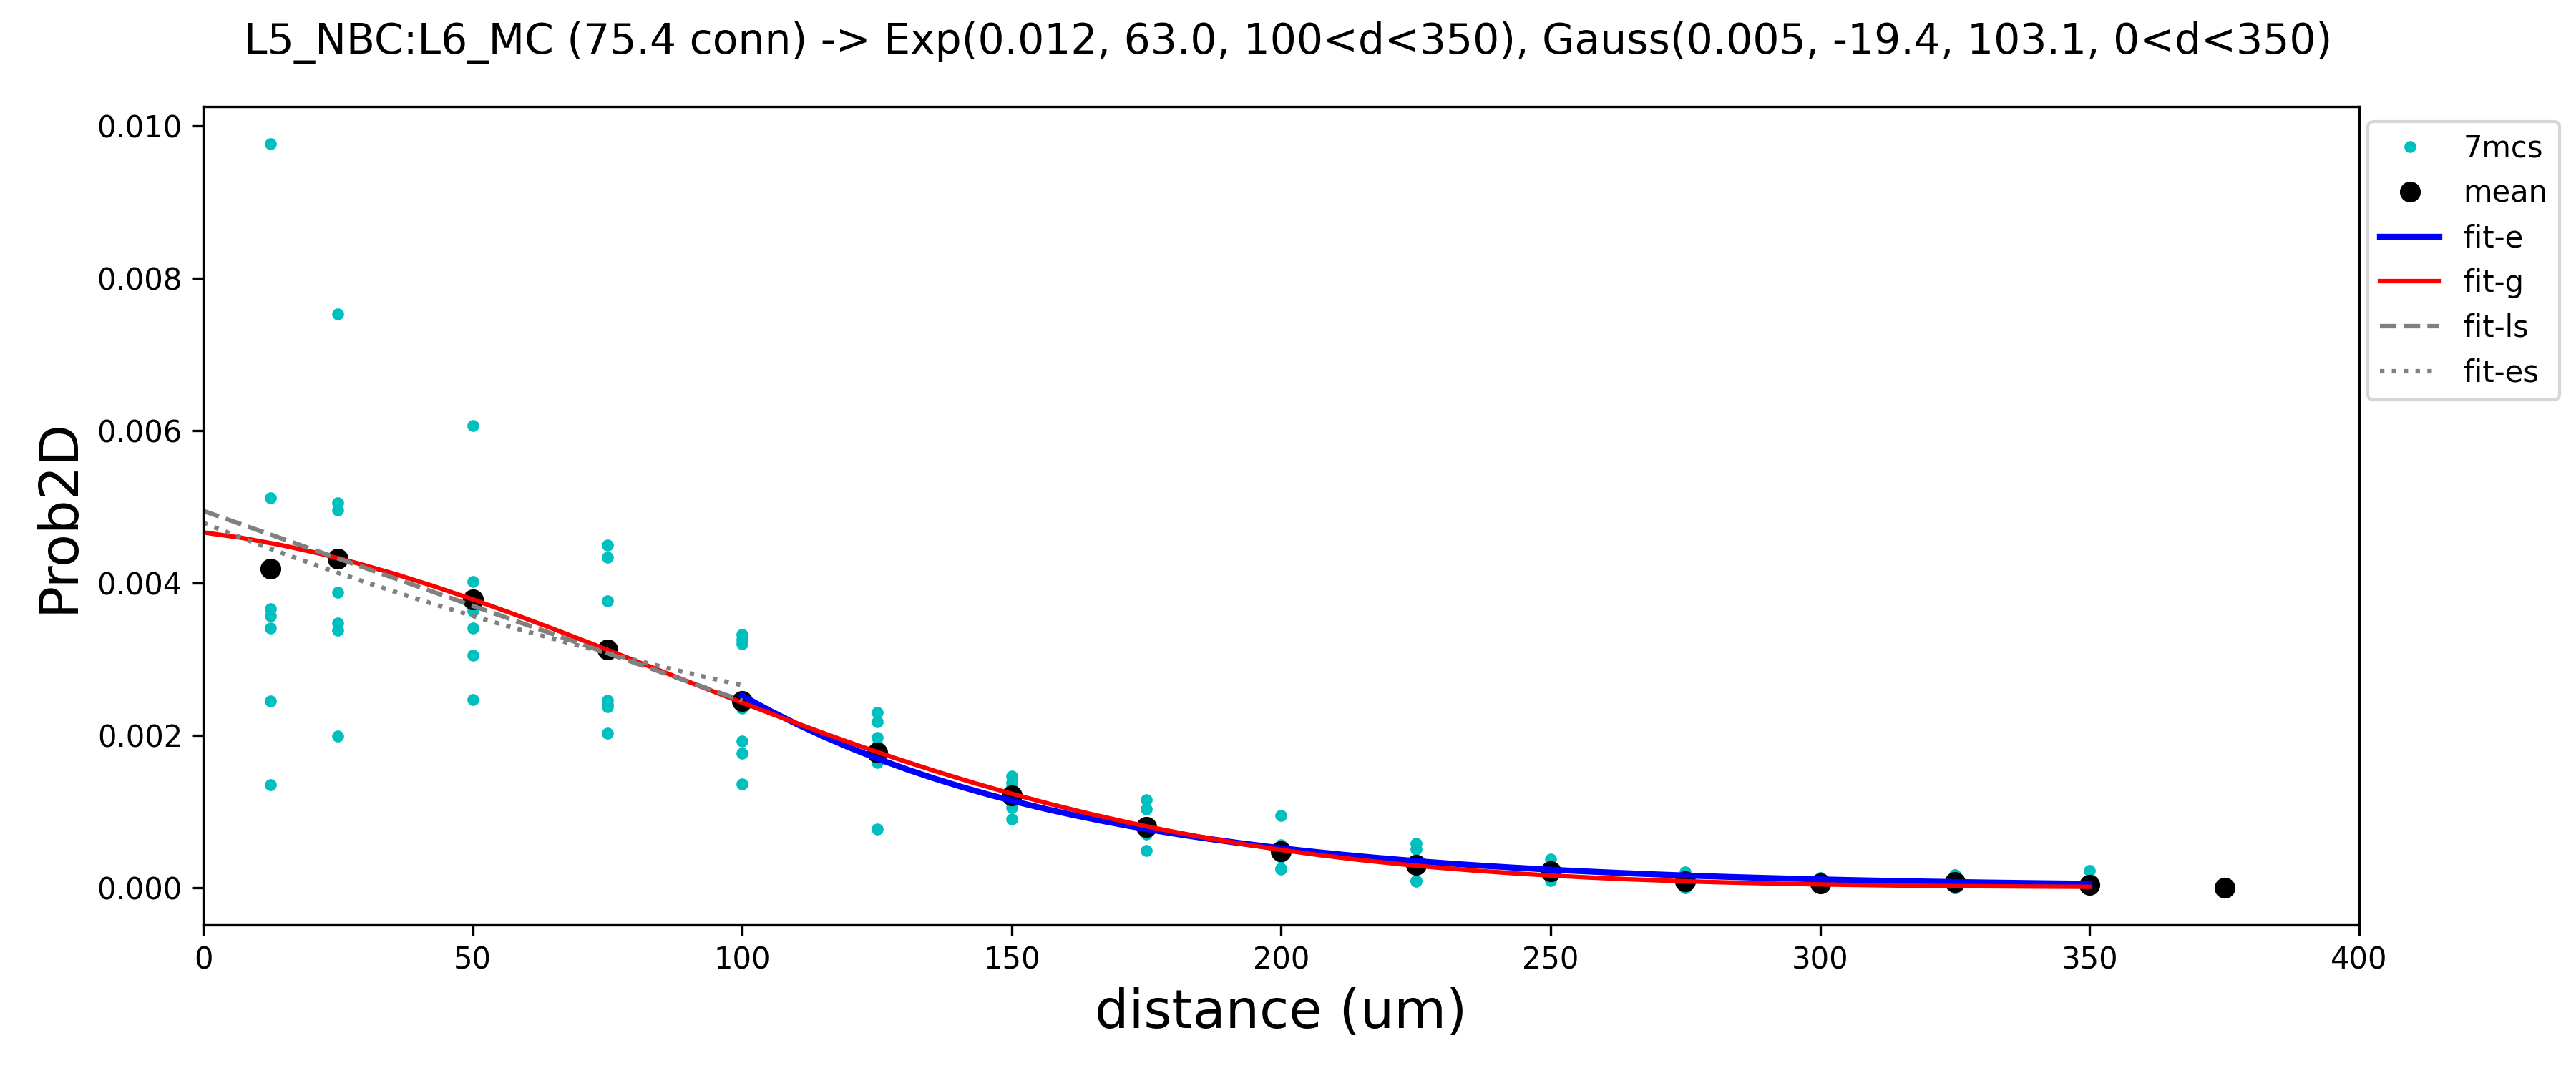 L5_NBC:L6_MC (75.4 conn) -> Exp(0.012, 63.0, 100<d<350), Gauss(0.005, -19.4, 103.1, 0<d<350)
0.010
0.008
0.006
0.004
0.002
0.000
Prob2D
0 50 100 150 200 250 300 350 400
distance (um)
7mcs
mean
fit-e
fit-g
fit-ls
fit-es